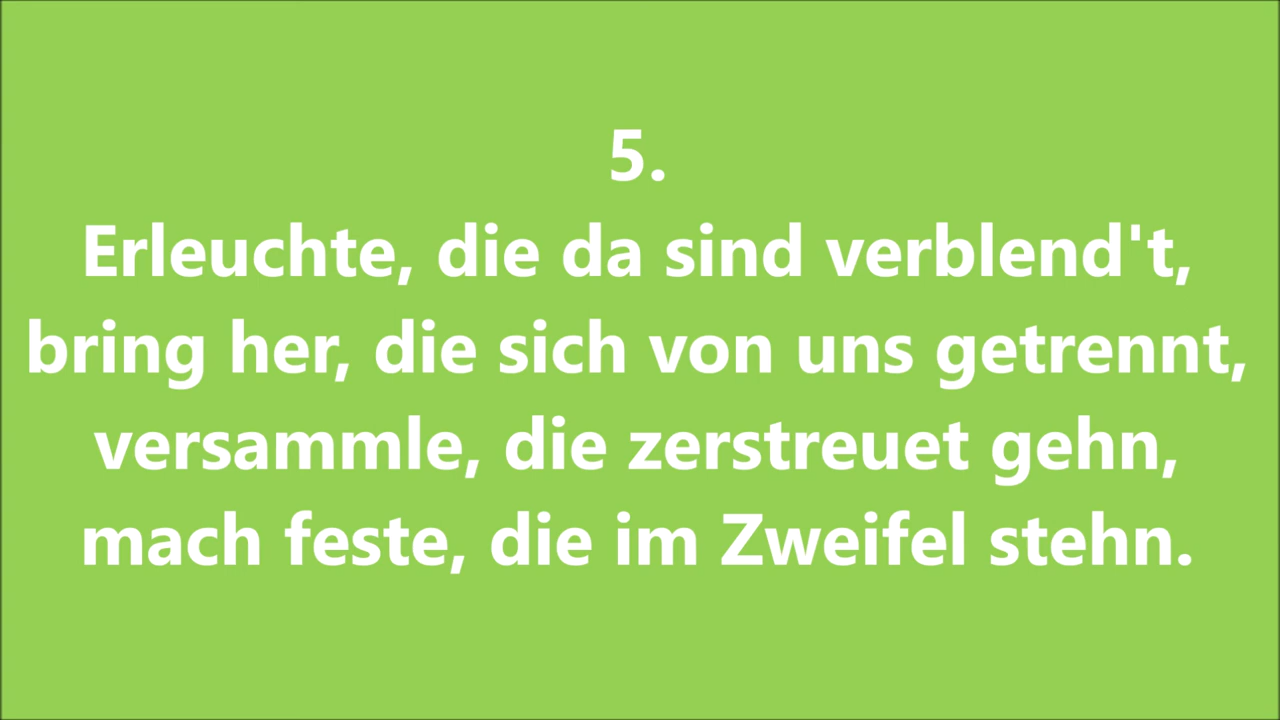 5.
Erleuchte, die da sind verblend't,
bring her, die sich von uns getrennt,
versammle, die zerstreuet gehn,
mach feste, die im Zweifel stehn.